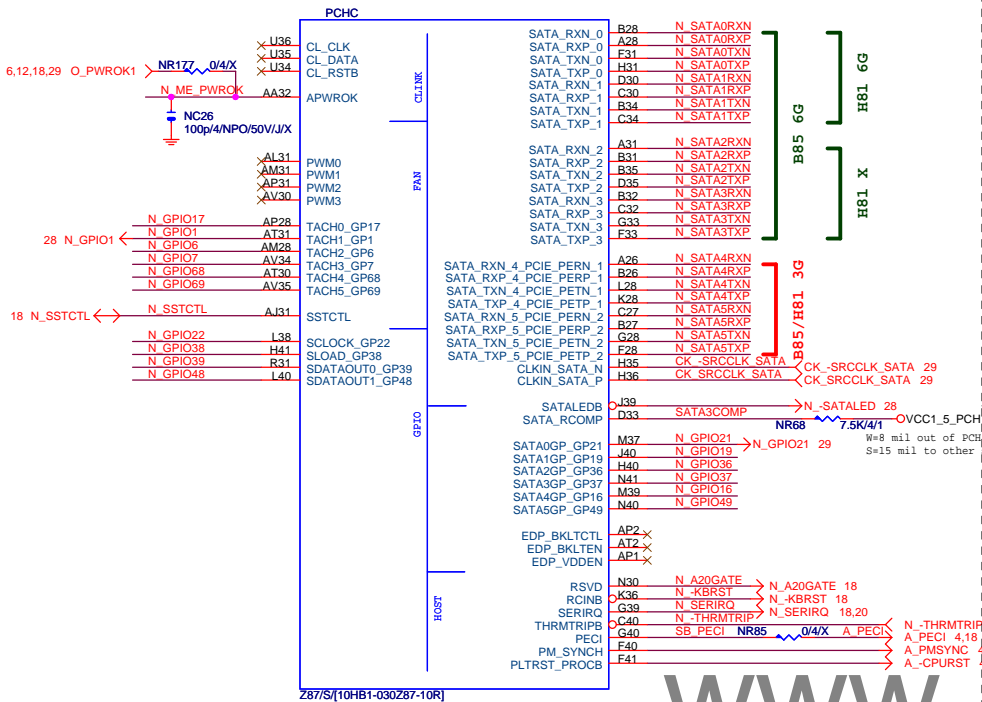 PCHC
U36 CL_CLK
U35 CL_DATA
U34 CL_RSTB
6,12,18,29 O_PWROK1 NR177 0/4/X
N_ME_PWROK AA32 APWROK
NC26
100p/4/NPO/50V/J/X
AL31 PWM0
AM31 PWM1
AP31 PWM2
AV30 PWM3
N_GPIO17 AP28 TACH0_GP17
28 N_GPIO1 N_GPIO1 AT31 TACH1_GP1
N_GPIO6 AM28 TACH2_GP6
N_GPIO7 AV34 TACH3_GP7
N_GPIO68 AT30 TACH4_GP68
N_GPIO69 AV35 TACH5_GP69
18 N_SSTCTL N_SSTCTL AJ31 SSTCTL
N_GPIO22 L38 SCLOCK_GP22
N_GPIO38 H41 SLOAD_GP38
N_GPIO39 R31 SDATAOUT0_GP39
N_GPIO48 L40 SDATAOUT1_GP48
CLINK
FAN
GPIO
HOST
SATA_RXN_0 B28 N_SATA0RXN
SATA_RXP_0 A28 N_SATA0RXP
SATA_TXN_0 F31 N_SATA0TXN
SATA_TXP_0 H31 N_SATA0TXP
SATA_RXN_1 D30 N_SATA1RXN
SATA_RXP_1 C30 N_SATA1RXP
SATA_TXN_1 B34 N_SATA1TXN
SATA_TXP_1 C34 N_SATA1TXP
SATA_RXN_2 A31 N_SATA2RXN
SATA_RXP_2 B31 N_SATA2RXP
SATA_TXN_2 B35 N_SATA2TXN
SATA_TXP_2 D35 N_SATA2TXP
SATA_RXN_3 B32 N_SATA3RXN
SATA_RXP_3 C32 N_SATA3RXP
SATA_TXN_3 G33 N_SATA3TXN
SATA_TXP_3 F33 N_SATA3TXP
B85 6G
H81 6G
H81 X
SATA_RXN_4_PCIE_PERN_1 A26 N_SATA4RXN
SATA_RXP_4_PCIE_PERP_1 B26 N_SATA4RXP
SATA_TXN_4_PCIE_PETN_1 L28 N_SATA4TXN
SATA_TXP_4_PCIE_PETP_1 K28 N_SATA4TXP
SATA_RXN_5_PCIE_PERN_2 C27 N_SATA5RXN
SATA_RXP_5_PCIE_PERP_2 B27 N_SATA5RXP
SATA_TXN_5_PCIE_PETN_2 G28 N_SATA5TXN
SATA_TXP_5_PCIE_PETP_2 F28 N_SATA5TXP
B85/H81 3G
CLKIN_SATA_N H35 CK_-SRCCLK_SATA CK_-SRCCLK_SATA 29
CLKIN_SATA_P H36 CK_SRCCLK_SATA CK_SRCCLK_SATA 29
SATALEDB J39 N_-SATALED 28
SATA_RCOMP D33 SATA3COMP NR68 7.5K/4/1 VCC1_5_PCH
W=8 mil out of PCH
S=15 mil to other
SATA0GP_GP21 M37 N_GPIO21 N_GPIO21 29
SATA1GP_GP19 J40 N_GPIO19
SATA2GP_GP36 H40 N_GPIO36
SATA3GP_GP37 N41 N_GPIO37
SATA4GP_GP16 M39 N_GPIO16
SATA5GP_GP49 N40 N_GPIO49
EDP_BKLTCTL AP2
EDP_BKLTEN AT2
EDP_VDDEN AP1
RSVD N30 N_A20GATE N_A20GATE 18
RCINB K36 N_-KBRST N_-KBRST 18
SERIRQ G39 N_SERIRQ N_SERIRQ 18,20
THRMTRIPB C40 N_-THRMTRIP N_-THRMTRIP
PECI G40 SB_PECI NR85 0/4/X A_PECI A_PECI 4,18
PM_SYNCH F40 A_PMSYNC
PLTRST_PROCB F41 A_-CPURST
Z87/S/[10HB1-030Z87-10R]
WWW